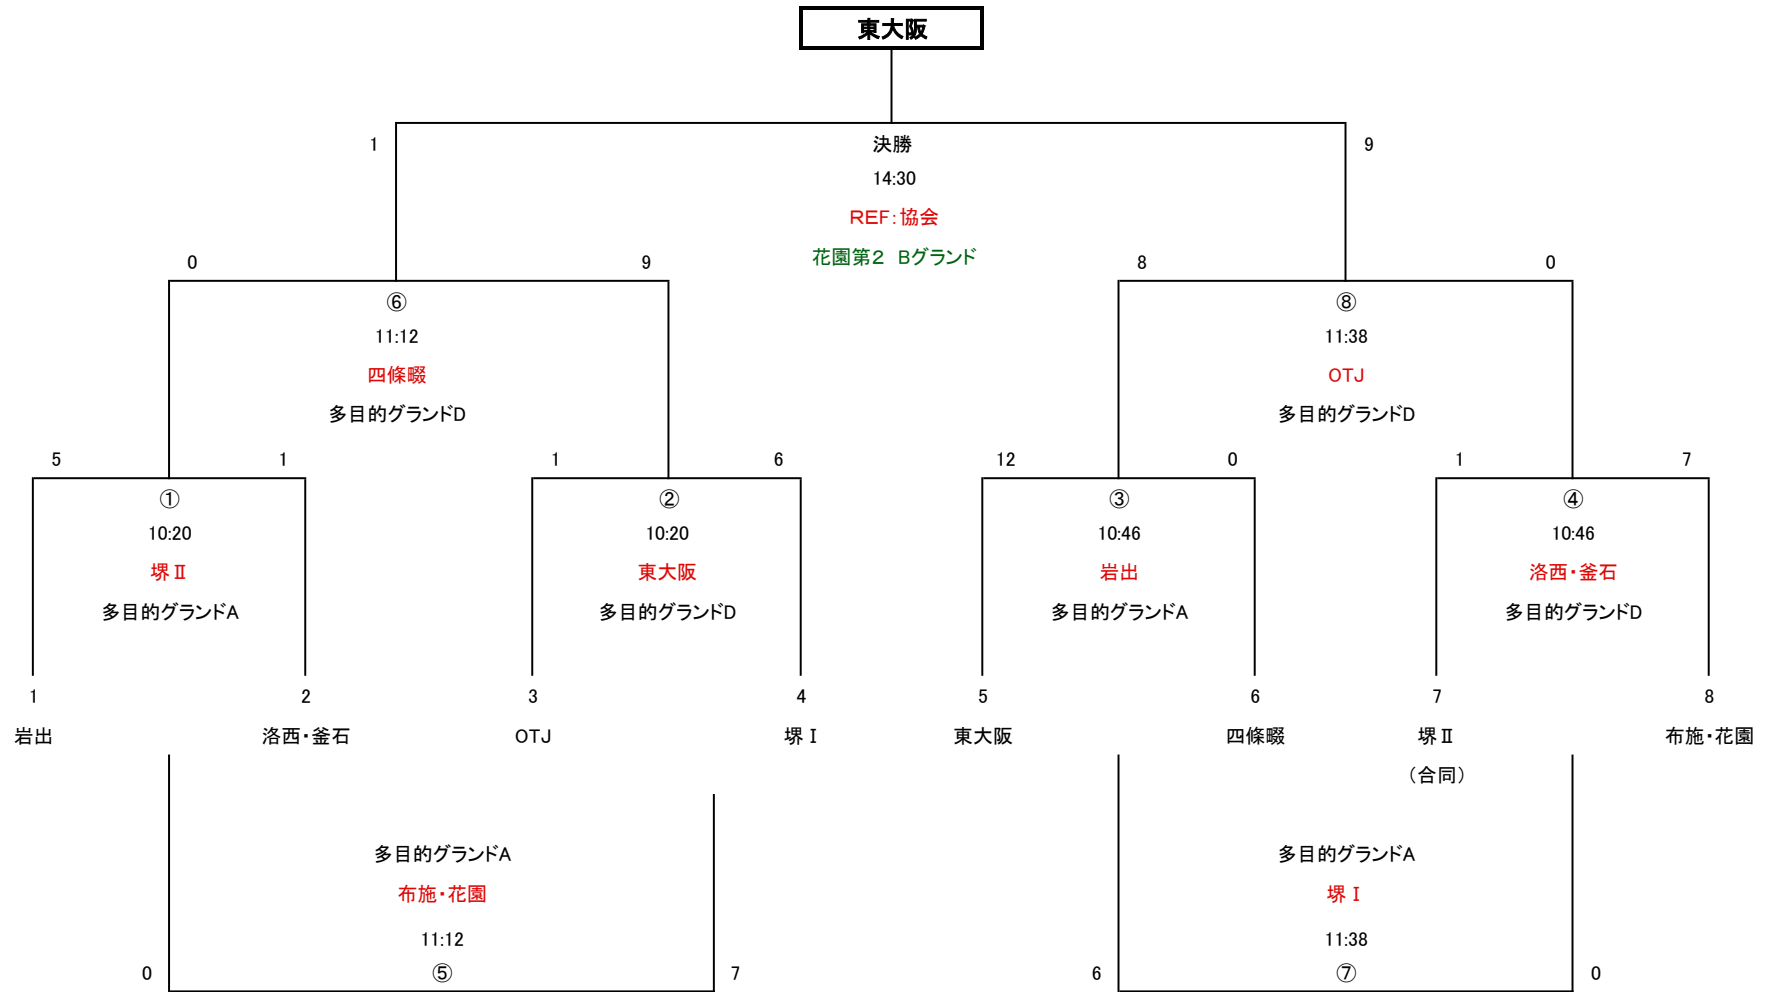 東大阪
1 決勝 9
14:30
REF:協会
花園第2 Bグランド
0 9 8 0
⑥ ⑧
11:12 11:38
四條畷 OTJ
多目的グランドD 多目的グランドD
5 1 1 6 12 0 1 7
① ② ③ ④
10:20 10:20 10:46 10:46
堺Ⅱ 東大阪 岩出 洛西・釜石
多目的グランドA 多目的グランドD 多目的グランドA 多目的グランドD
1 2 3 4 5 6 7 8
岩出 洛西・釜石 OTJ 堺Ⅰ 東大阪 四條畷 堺Ⅱ 布施・花園
(合同)
多目的グランドA 多目的グランドA
布施・花園 堺Ⅰ
11:12 11:38
0 ⑤ 7 6 ⑦ 0